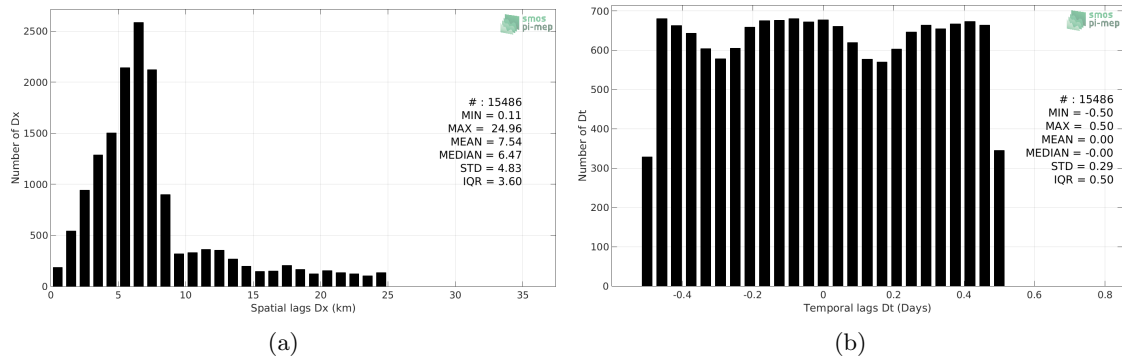 smos
pi-mep
2500
2000
1500
1000
500
0
Number of Dx
# : 15486
MIN = 0.11
MAX = 24.96
MEAN = 7.54
MEDIAN = 6.47
STD = 4.83
IQR = 3.60
0 5 10 15 20 25 30 35
Spatial lags Dx (km)
(a)
smos
pi-mep
700
600
500
400
300
200
100
0
Number of Dt
# : 15486
MIN = -0.50
MAX = 0.50
MEAN = 0.00
MEDIAN = -0.00
STD = 0.29
IQR = 0.50
-0.4 -0.2 0 0.2 0.4 0.6 0.8
Temporal lags Dt (Days)
(b)